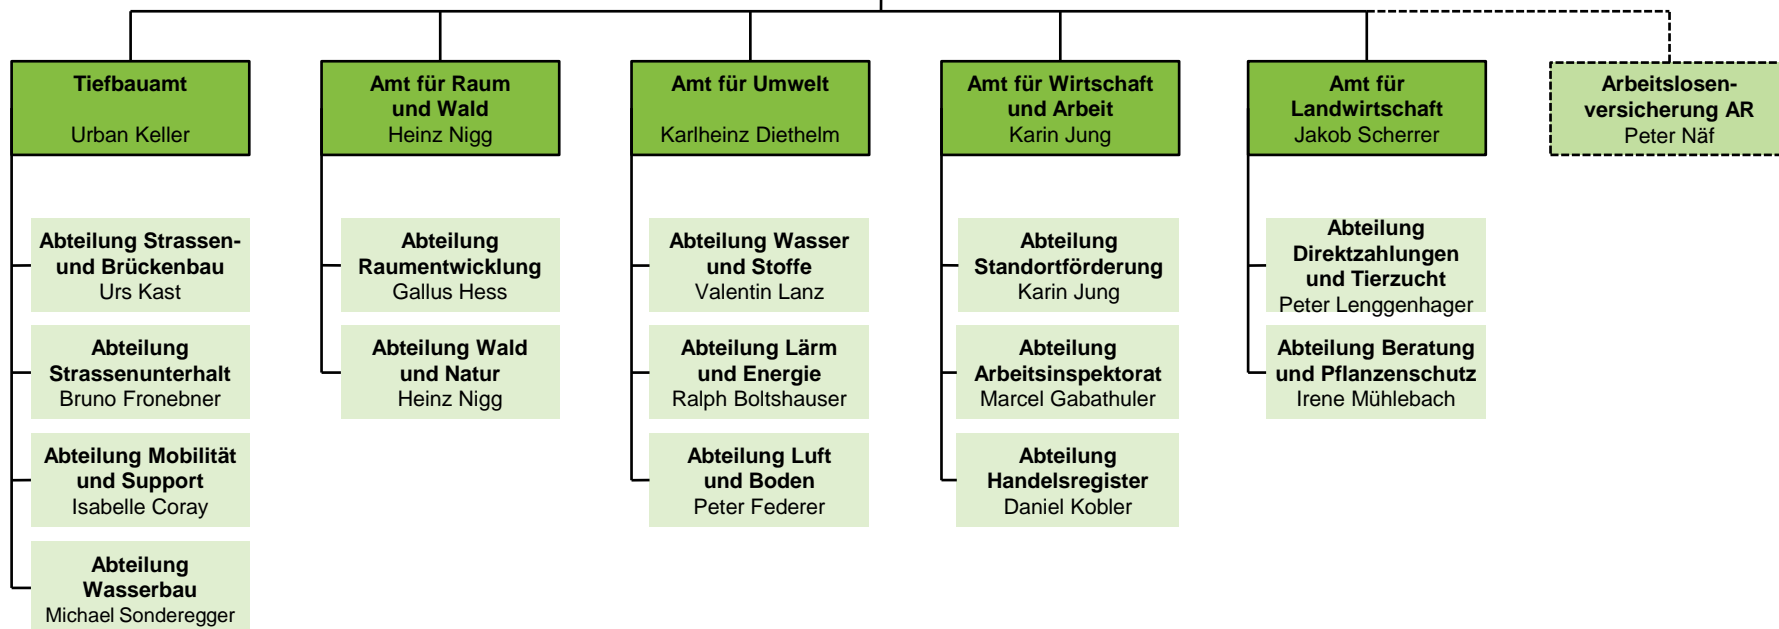 Tiefbauamt
Urban Keller
Amt für Raum
und Wald
Heinz Nigg
Amt für Umwelt
Karlheinz Diethelm
Amt für Wirtschaft
und Arbeit
Karin Jung
Amt für
Landwirtschaft
Jakob Scherrer
Arbeitslosen-
versicherung AR
Peter Näf
Abteilung Strassen-
und Brückenbau
Urs Kast
Abteilung
Strassenunterhalt
Bruno Fronebner
Abteilung Mobilität
und Support
Isabelle Coray
Abteilung
Wasserbau
Michael Sonderegger
Abteilung
Raumentwicklung
Gallus Hess
Abteilung Wald
und Natur
Heinz Nigg
Abteilung Wasser
und Stoffe
Valentin Lanz
Abteilung Lärm
und Energie
Ralph Boltshauser
Abteilung Luft
und Boden
Peter Federer
Abteilung
Standortförderung
Karin Jung
Abteilung
Arbeitsinspektorat
Marcel Gabathuler
Abteilung
Handelsregister
Daniel Kobler
Abteilung
Direktzahlungen
und Tierzucht
Peter Lenggenhager
Abteilung Beratung
und Pflanzenschutz
Irene Mühlebach